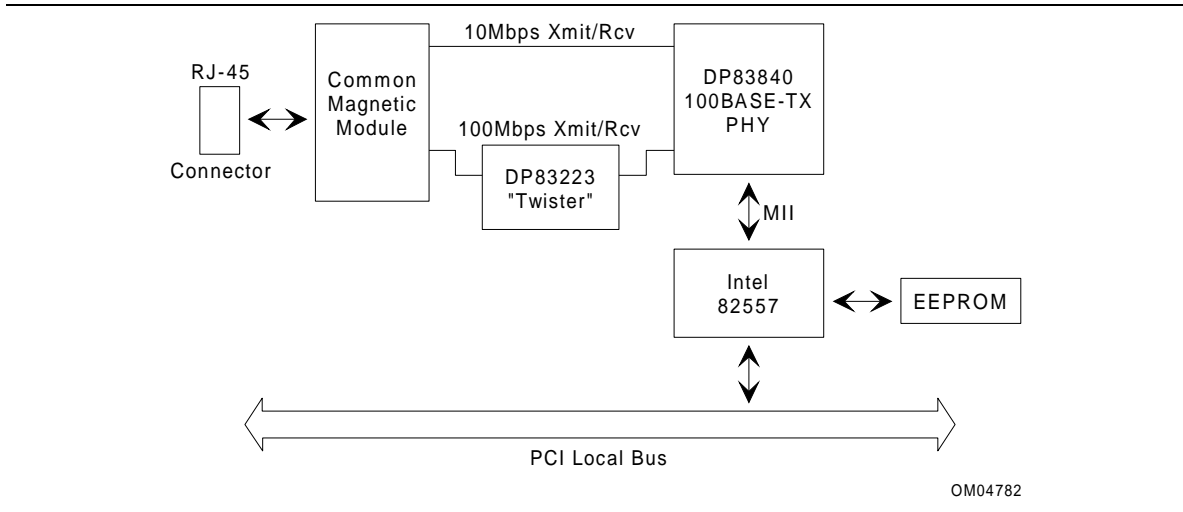 10Mbps Xmit/Rcv
RJ-45
Connector
Common
Magnetic
Module
100Mbps Xmit/Rcv
DP83223
"Twister"
DP83840
100BASE-TX
PHY
MII
Intel
82557
EEPROM
PCI Local Bus
OM04782